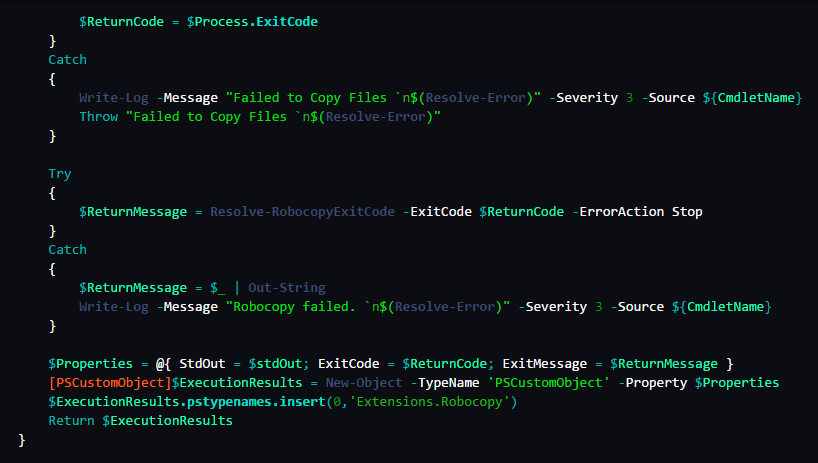 $ReturnCode = $Process.ExitCode
}
Catch
{
Write-Log -Message "Failed to Copy Files `n$(Resolve-Error)" -Severity 3 -Source ${CmdletName}
Throw "Failed to Copy Files `n$(Resolve-Error)"
}
Try
{
$ReturnMessage = Resolve-RobocopyExitCode -ExitCode $ReturnCode -ErrorAction Stop
}
Catch
{
$ReturnMessage = $_ | Out-String
Write-Log -Message "Robocopy failed. `n$(Resolve-Error)" -Severity 3 -Source ${CmdletName}
}
$Properties = @{ StdOut = $stdOut; ExitCode = $ReturnCode; ExitMessage = $ReturnMessage }
[PSCustomObject]$ExecutionResults = New-Object -TypeName 'PSCustomObject' -Property $Properties
$ExecutionResults.pstypenames.insert(0,'Extensions.Robocopy')
Return $ExecutionResults
}